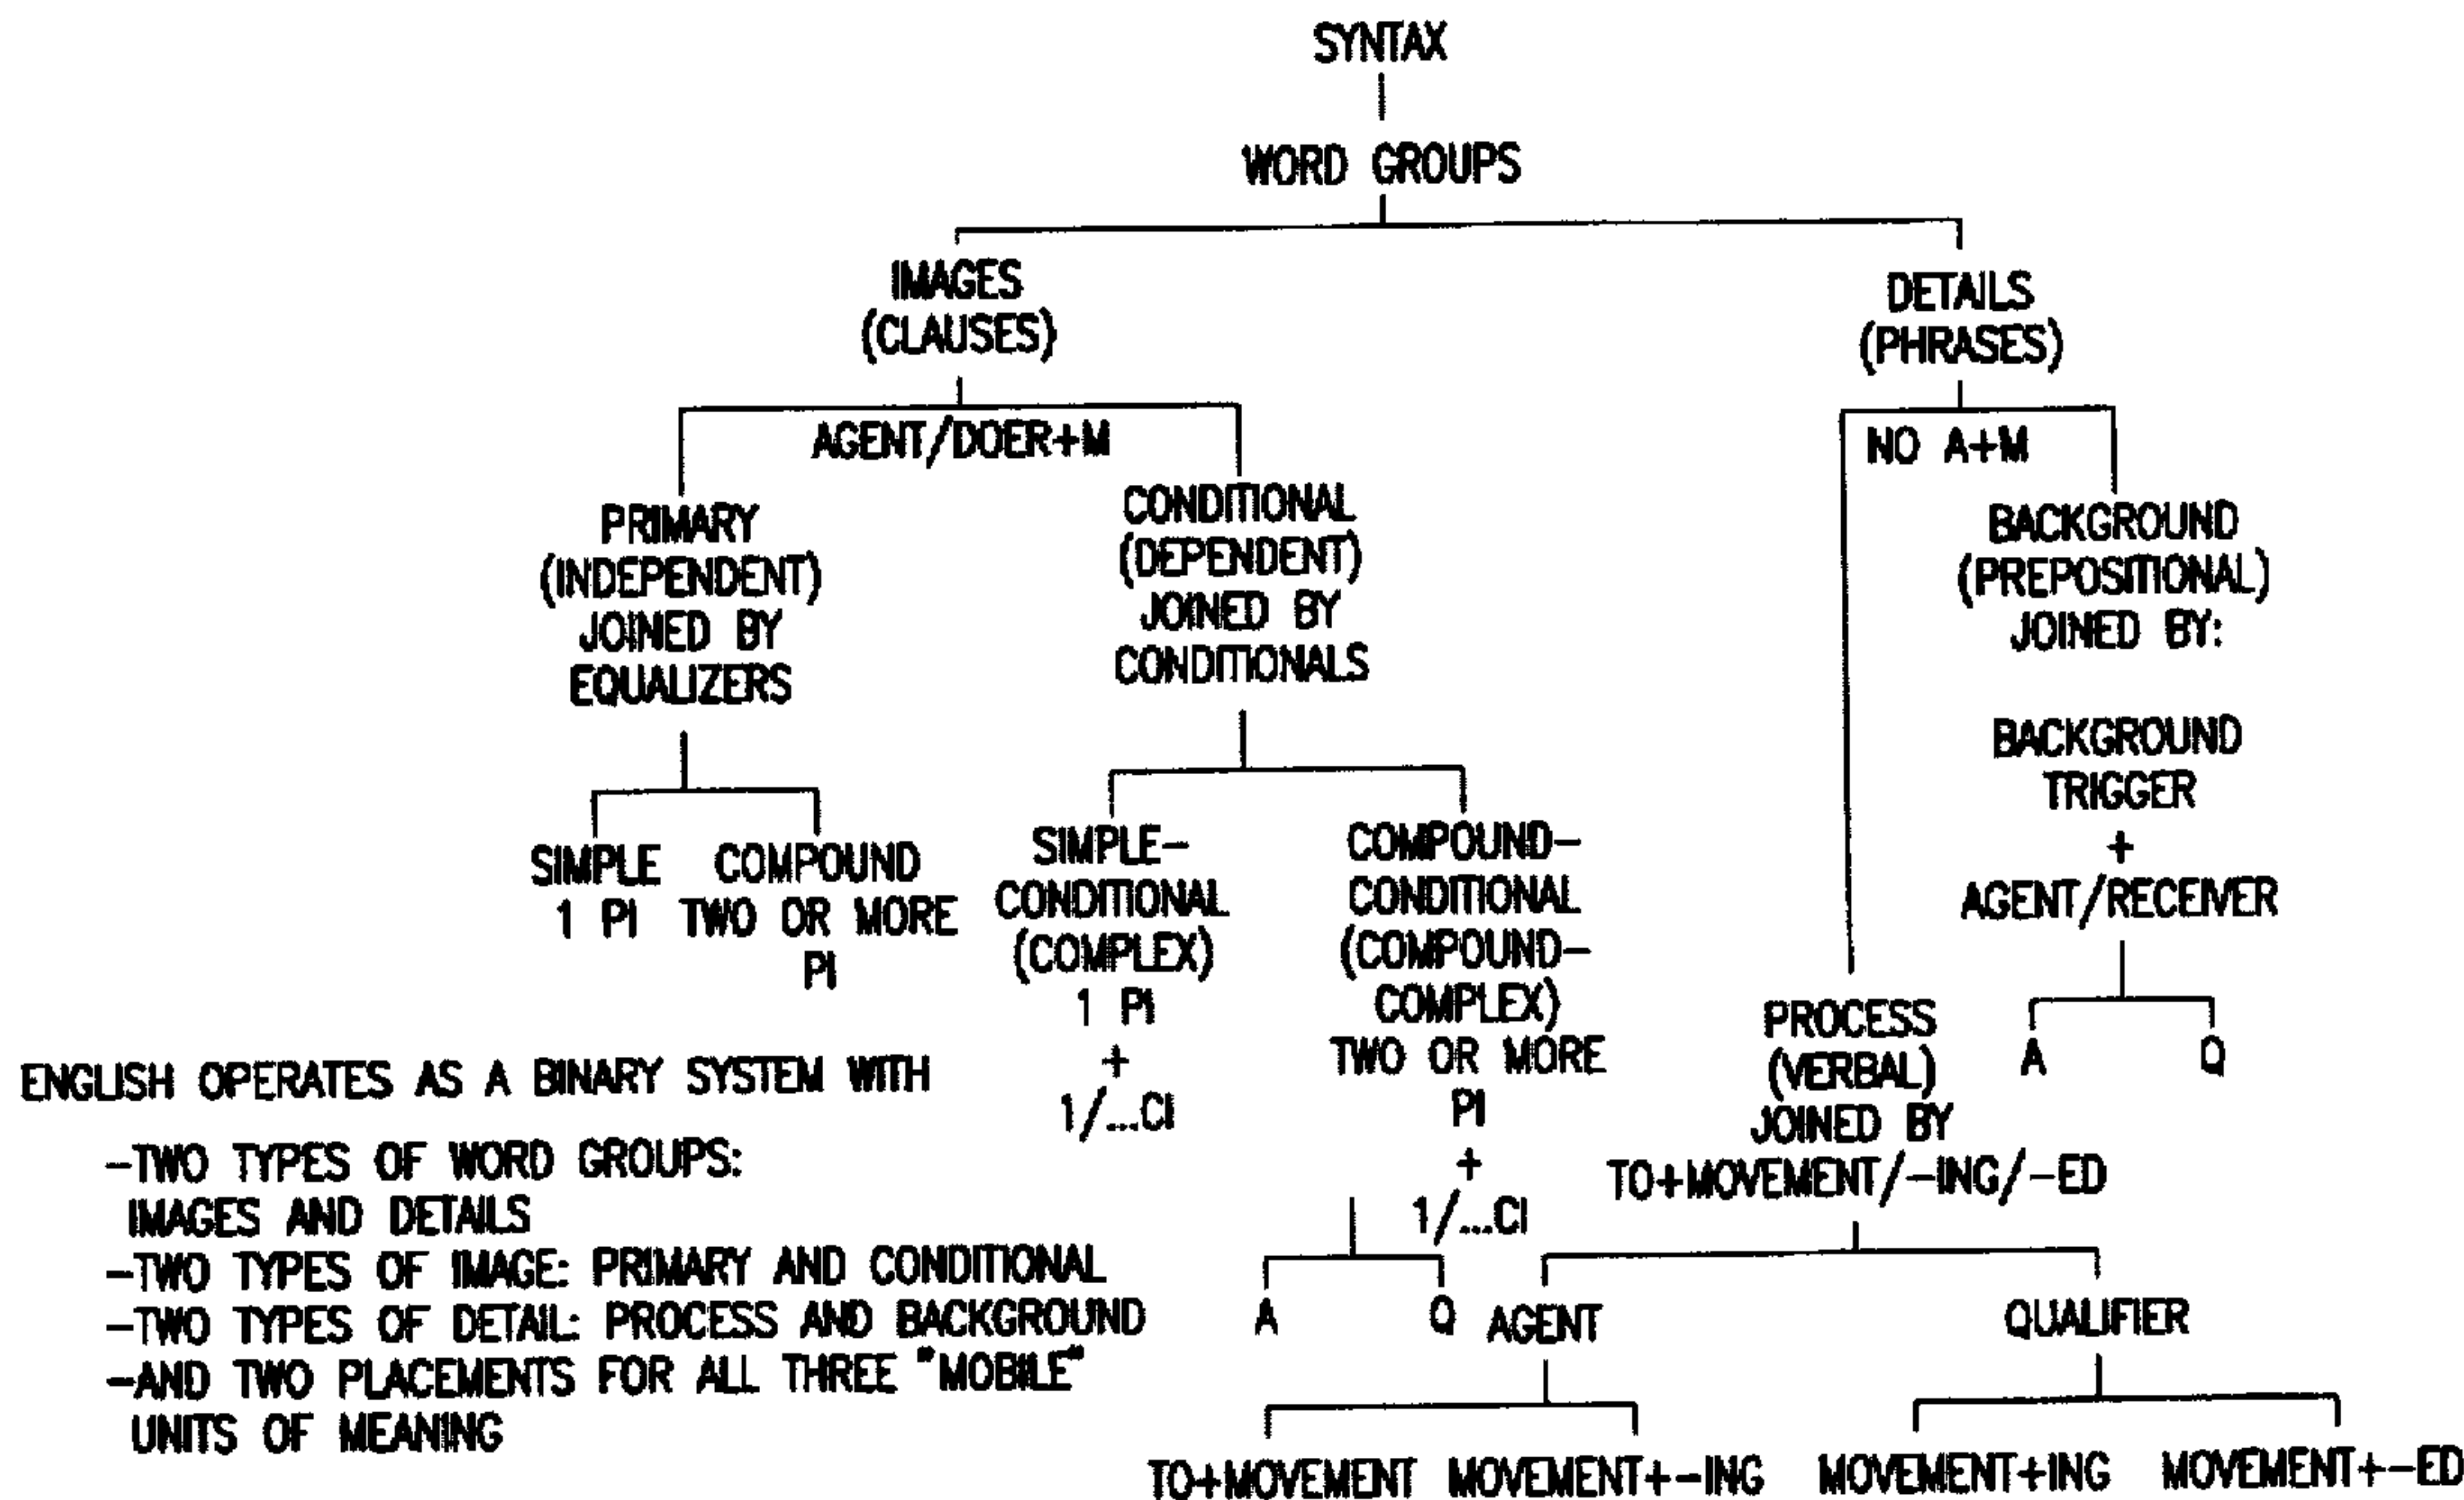 SYNTAX
WORD GROUPS
IMAGES
(CLAUSES)
DETAILS
(PHRASES)
AGENT/DOER+M
NO A+M
PRIMARY
(INDEPENDENT)
JOINED BY
EQUALIZERS
CONDITIONAL
(DEPENDENT)
JOINED BY
CONDITIONALS
BACKGROUND
(PREPOSITIONAL)
JOINED BY:
BACKGROUND
TRIGGER
+
AGENT/RECEIVER
A
Q
SIMPLE
1 PI
COMPOUND
TWO OR MORE
PI
SIMPLE-
CONDITIONAL
(COMPLEX)
1 PI
+
1/...CI
COMPOUND-
CONDITIONAL
(COMPOUND-
COMPLEX)
TWO OR MORE
PI
+
1/...CI
A
Q
PROCESS
(VERBAL)
JOINED BY
TO+MOVEMENT/-ING/-ED
AGENT
QUALIFIER
TO+MOVEMENT
MOVEMENT+-ING
MOVEMENT+ING
MOVEMENT+-ED
ENGLISH OPERATES AS A BINARY SYSTEM WITH
-TWO TYPES OF WORD GROUPS:
IMAGES AND DETAILS
-TWO TYPES OF IMAGE: PRIMARY AND CONDITIONAL
-TWO TYPES OF DETAIL: PROCESS AND BACKGROUND
-AND TWO PLACEMENTS FOR ALL THREE "MOBILE"
UNITS OF MEANING